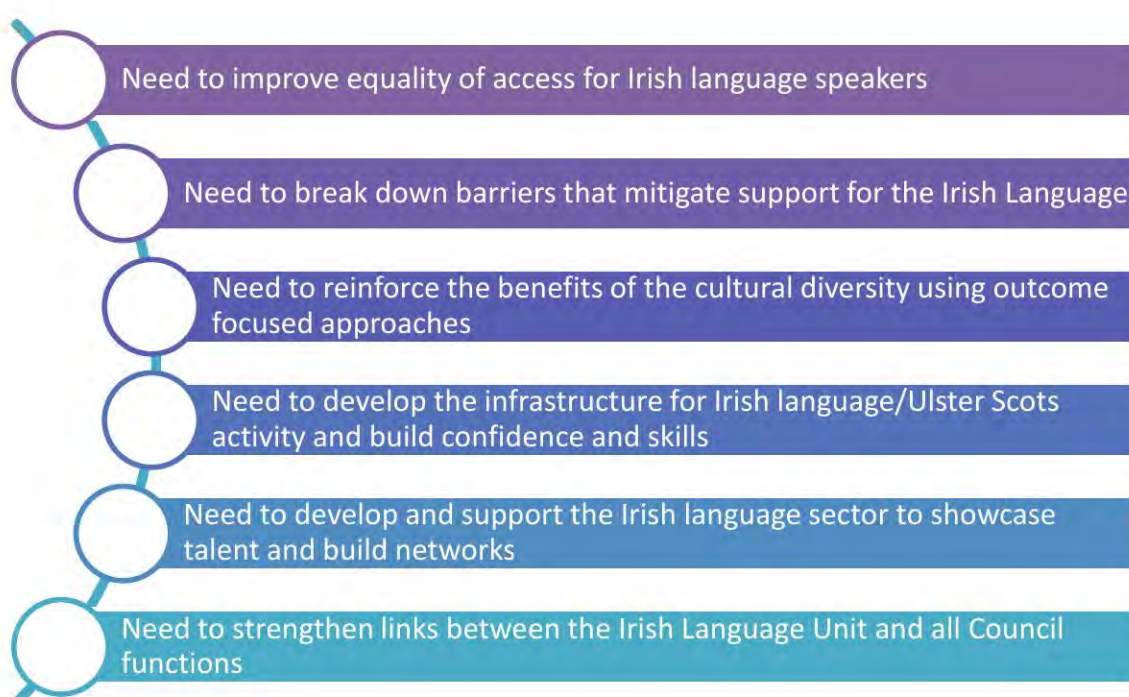 Need to improve equality of access for Irish language speakers
Need to break down barriers that mitigate support for the Irish Language
Need to reinforce the benefits of the cultural diversity using outcome
focused approaches
Need to develop the infrastructure for Irish language/Ulster Scots
activity and build confidence and skills
Need to develop and support the Irish language sector to showcase
talent and build networks
Need to strengthen links between the Irish Language Unit and all Council
functions